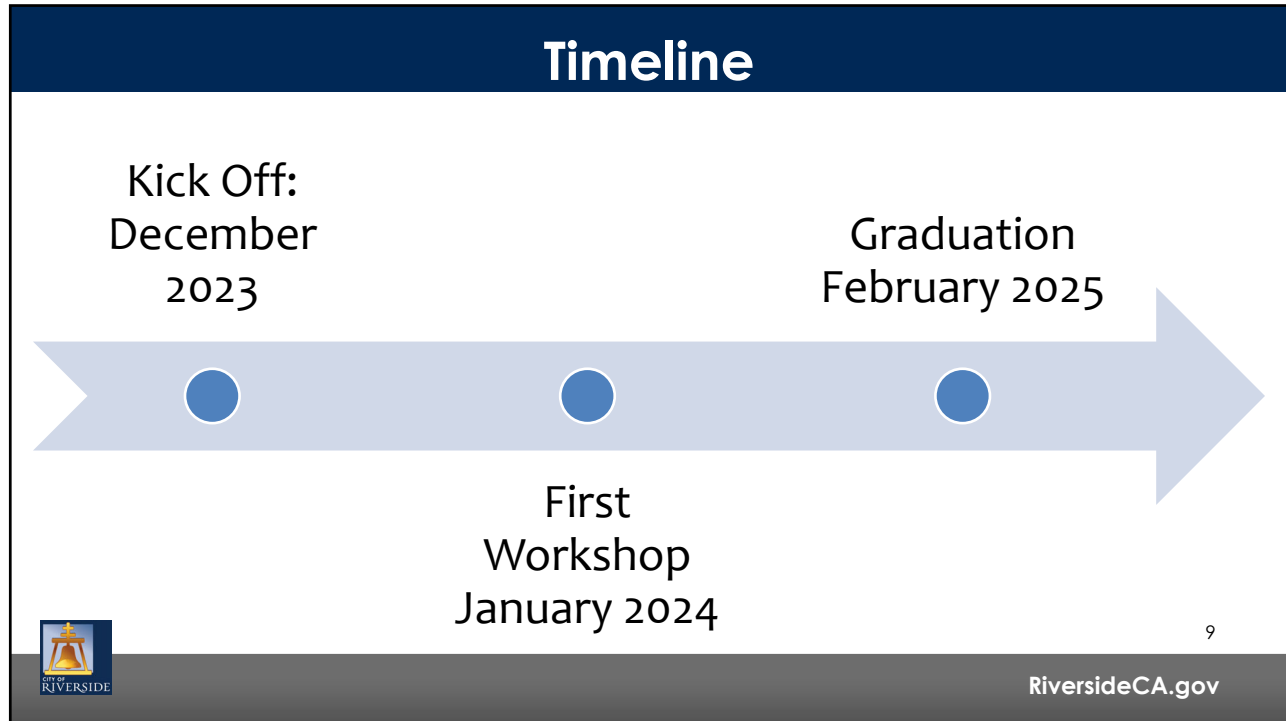 Timeline
Kick Off:
December
2023
Graduation
February 2025
First
Workshop
January 2024
9
CITY OF
RIVERSIDE
RiversideCA.gov